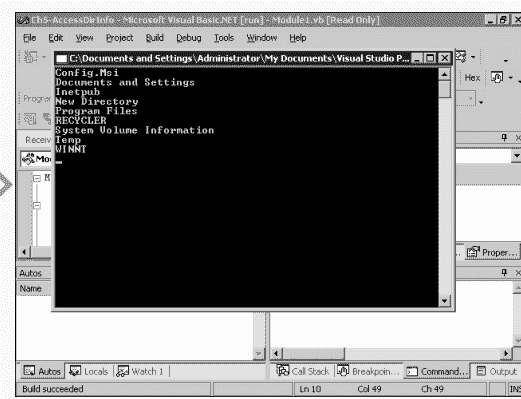 Ch5-AccessDirInfo - Microsoft Visual Basic.NET [run] - Module1.vb [Read Only]
File Edit View Project Build Debug Tools Window Help
C:\Documents and Settings\Administrator\My Documents\Visual Studio P...
Hex
Config.Msi
Documents and Settings
Inetpub
New Directory
Program Files
RECYCLER
System Volume Information
Temp
WINNT
Proper...
Autos
Name
Autos Locals Watch 1 Call Stack Breakpoin... Command... Output
Build succeeded Ln 10 Col 49 Ch 49 INS